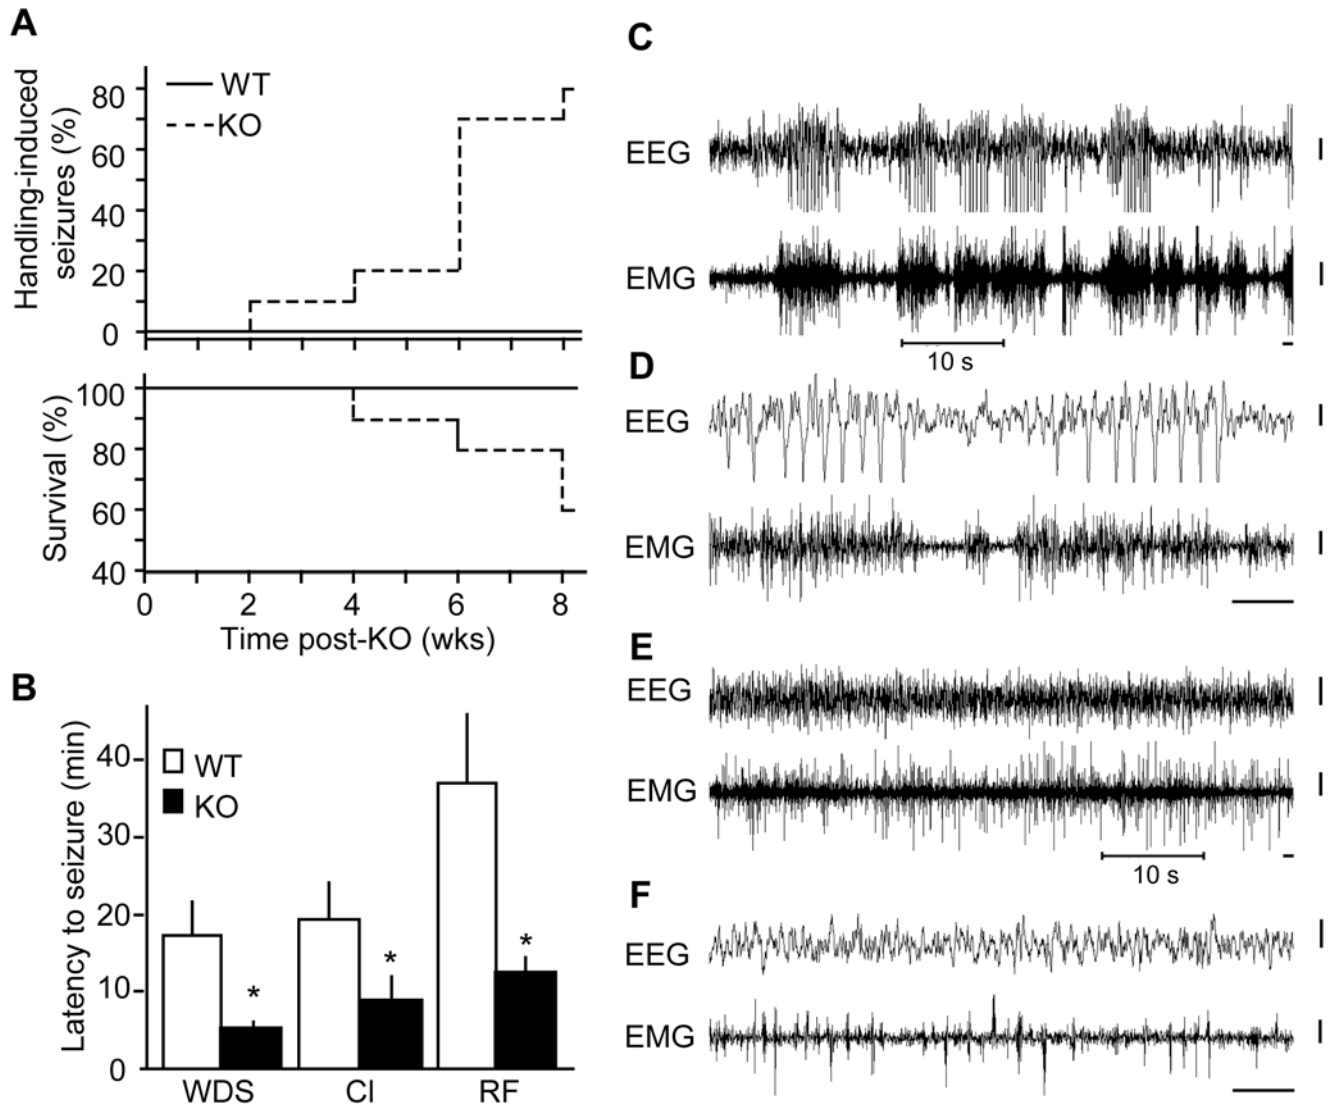 A
Handling-induced
seizures (%)
WT
KO
80
60
40
20
0
Survival (%)
100
80
60
40
0
2
4
6
8
Time post-KO (wks)
B
Latency to seizure (min)
WT
KO
40
30
20
10
0
*
*
*
WDS
CI
RF
C
EEG
EMG
10 s
D
EEG
EMG
E
EEG
EMG
10 s
F
EEG
EMG